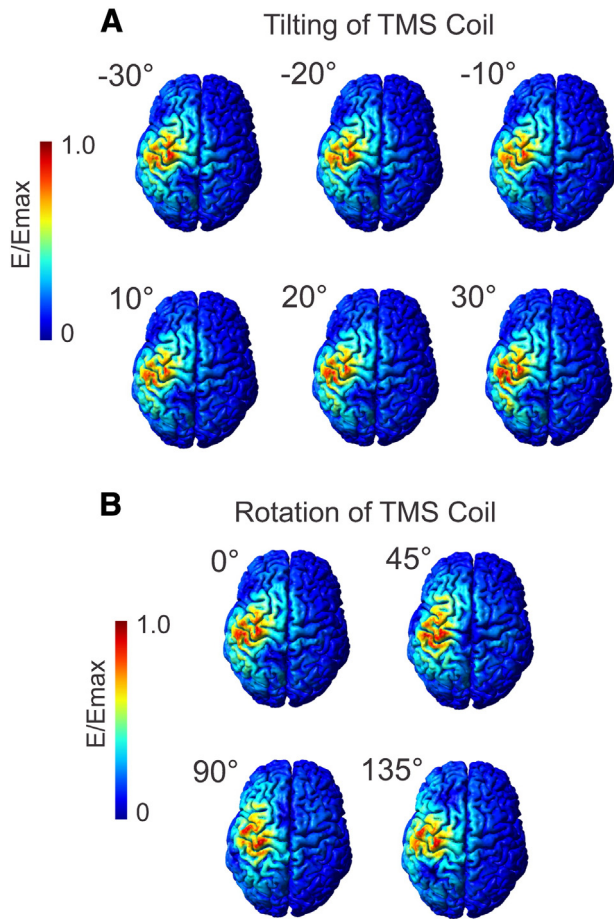 A
Tilting of TMS Coil
-30°
-20°
-10°
1.0
E/Emax
0
10°
20°
30°
B
Rotation of TMS Coil
0°
45°
1.0
E/Emax
0
90°
135°